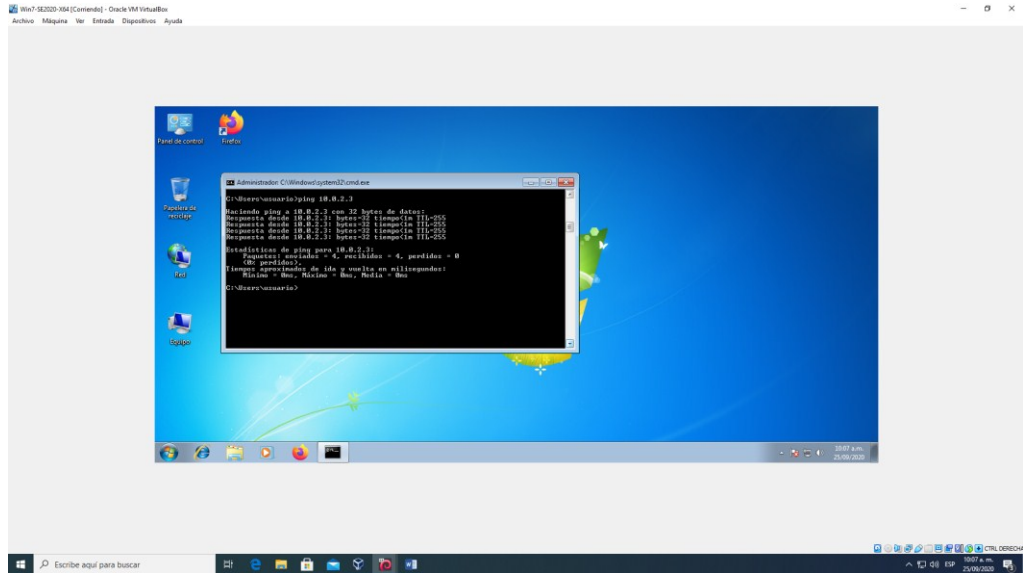 Win7-SE2020-X64 [Corriendo] - Oracle VM VirtualBox
Archivo Máquina Ver Entrada Dispositivos Ayuda
Panel de control
Firefox
Administrador: C:\Windows\system32\cmd.exe
C:\Users\usuario>ping 10.0.2.3
Haciendo ping a 10.0.2.3 con 32 bytes de datos:
Respuesta desde 10.0.2.3: bytes=32 tiempo<1m TTL=255
Respuesta desde 10.0.2.3: bytes=32 tiempo<1m TTL=255
Respuesta desde 10.0.2.3: bytes=32 tiempo<1m TTL=255
Respuesta desde 10.0.2.3: bytes=32 tiempo<1m TTL=255
Estadísticas de ping para 10.0.2.3:
Paquetes: enviados = 4, recibidos = 4, perdidos = 0
(0% perdidos),
Tiempos aproximados de ida y vuelta en milisegundos:
Mínimo = 0ms, Máximo = 0ms, Media = 0ms
C:\Users\usuario>
Papelera de
reciclaje
Red
Equipo
10:07 a.m.
25/09/2020
CTRL DERECHA
Escribe aquí para buscar
ESP
10:07 a. m.
25/09/2020